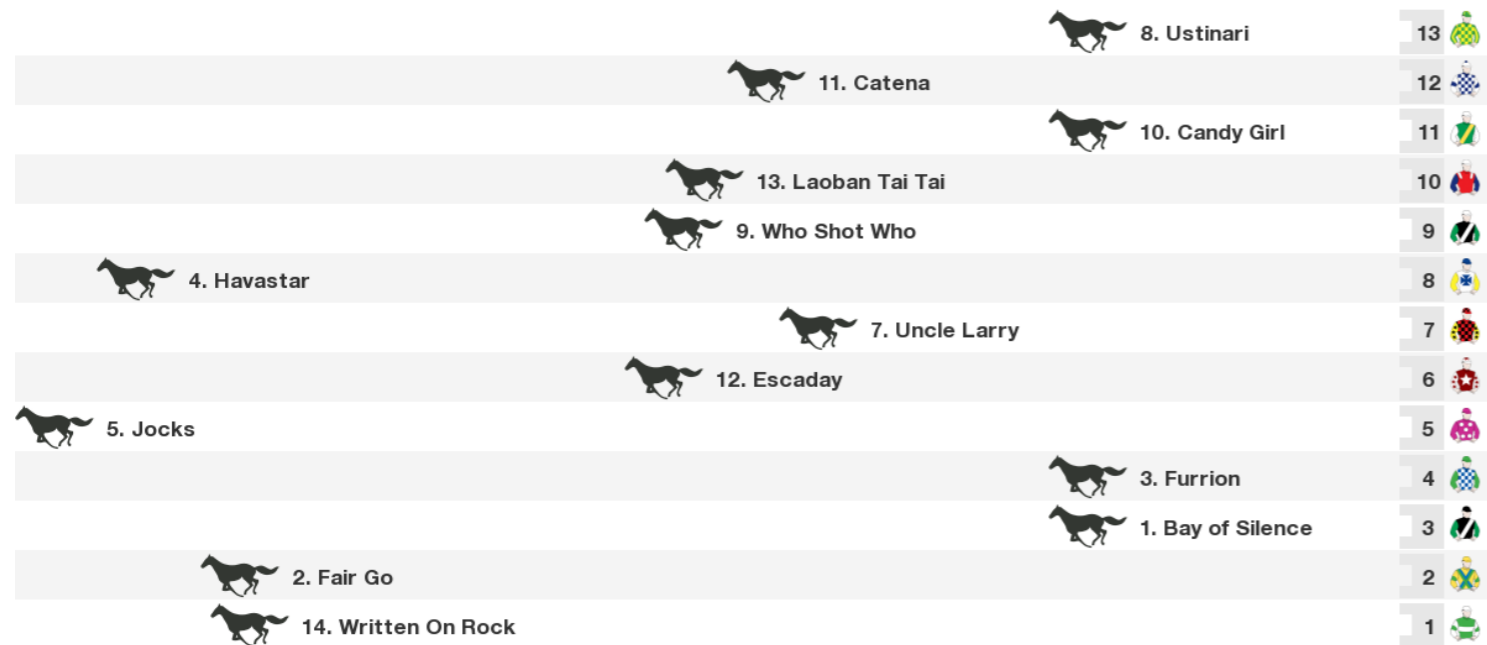 8. Ustinari 13
11. Catena 12
10. Candy Girl 11
13. Laoban Tai Tai 10
9. Who Shot Who 9
4. Havastar 8
7. Uncle Larry 7
12. Escaday 6
5. Jocks 5
3. Furrion 4
1. Bay of Silence 3
2. Fair Go 2
14. Written On Rock 1